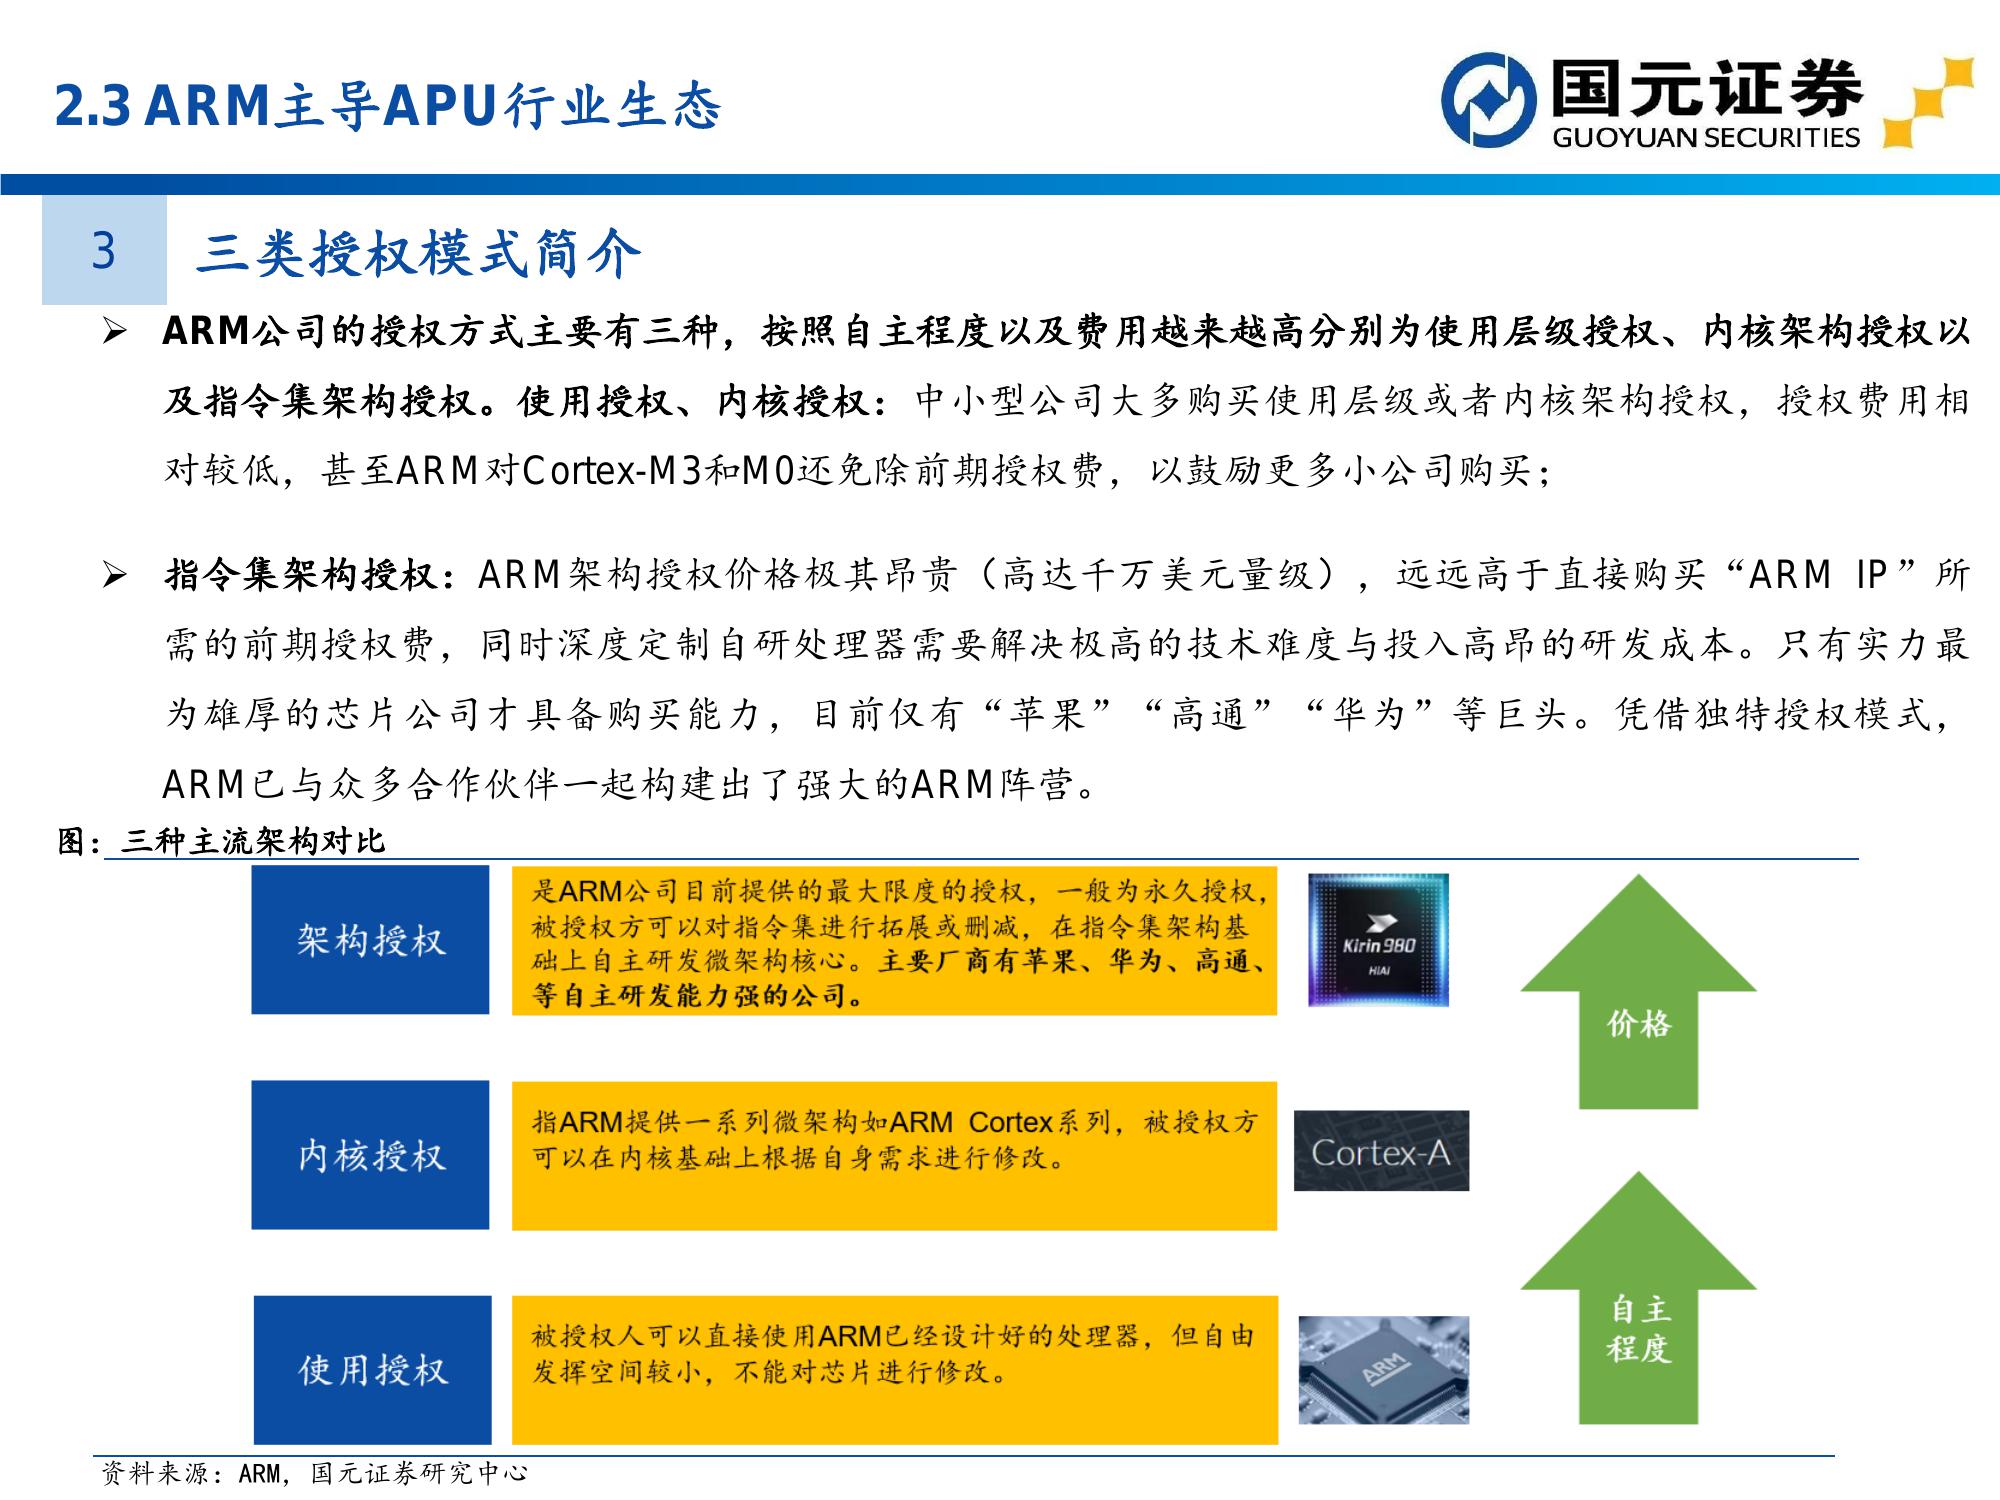 2.3 ARM主导APU行业生态
国元证券
GUOYUAN SECURITIES
3
三类授权模式简介
➢ ARM公司的授权方式主要有三种，按照自主程度以及费用越来越高分别为使用层级授权、内核架构授权以
及指令集架构授权。使用授权、内核授权：中小型公司大多购买使用层级或者内核架构授权，授权费用相
对较低，甚至ARM对Cortex-M3和M0还免除前期授权费，以鼓励更多小公司购买；
➢ 指令集架构授权：ARM架构授权价格极其昂贵（高达千万美元量级），远远高于直接购买“ARM IP”所
需的前期授权费，同时深度定制自研处理器需要解决极高的技术难度与投入高昂的研发成本。只有实力最
为雄厚的芯片公司才具备购买能力，目前仅有“苹果”“高通”“华为”等巨头。凭借独特授权模式，
ARM已与众多合作伙伴一起构建出了强大的ARM阵营。
图：三种主流架构对比
架构授权
是ARM公司目前提供的最大限度的授权，一般为永久授权，
被授权方可以对指令集进行拓展或删减，在指令集架构基
础上自主研发微架构核心。主要厂商有苹果、华为、高通、
等自主研发能力强的公司。
Kirin 980
HIAI
价格
内核授权
指ARM提供一系列微架构如ARM Cortex系列，被授权方
可以在内核基础上根据自身需求进行修改。
Cortex-A
使用授权
被授权人可以直接使用ARM已经设计好的处理器，但自由
发挥空间较小，不能对芯片进行修改。
ARM
自主
程度
资料来源：ARM，国元证券研究中心